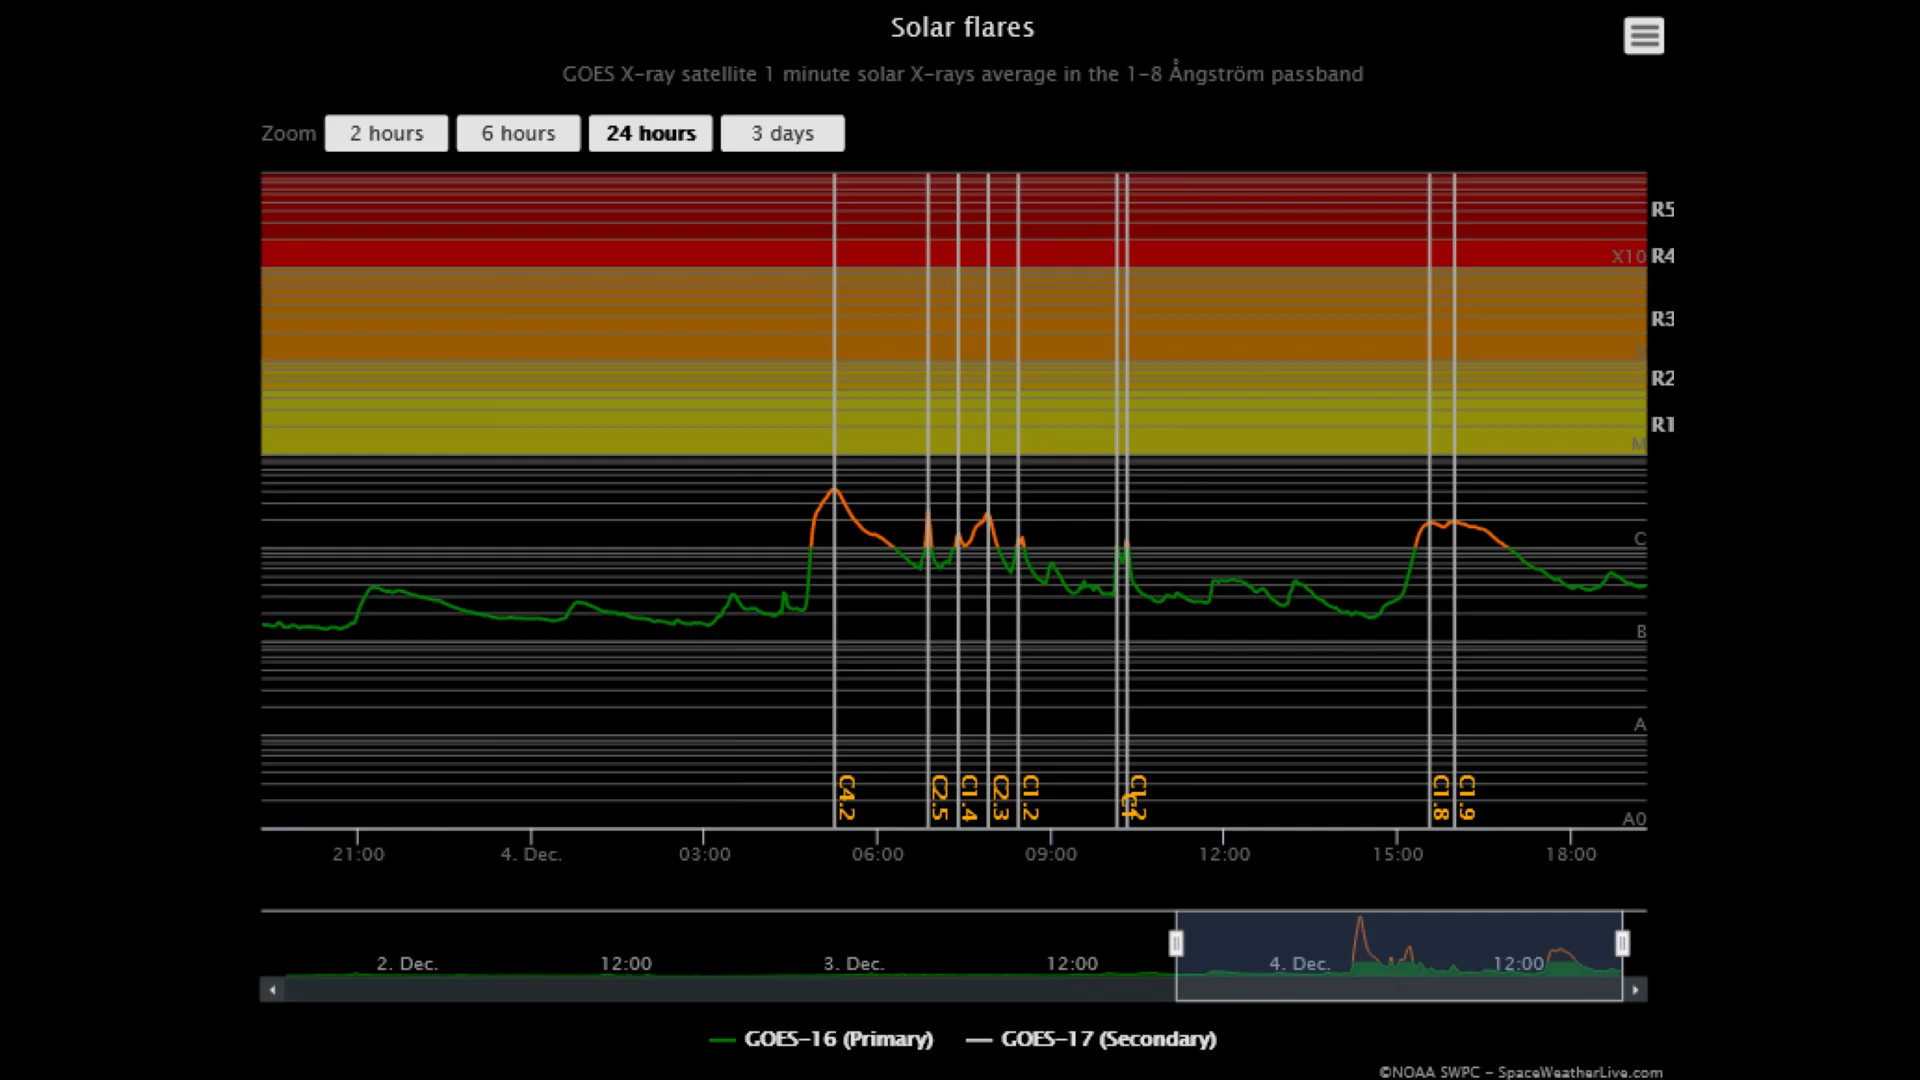 Solar flares
GOES X-ray satellite 1 minute solar X-rays average in the 1-8 Ångström passband
Zoom 2 hours 6 hours 24 hours 3 days
R5
X10 R4
R3
R2
R1
M
C
B
A
A0
C4.2 C2.5 C1.4 C2.3 C1.2 C1.2 C1.8 C1.9
21:00 4. Dec. 03:00 06:00 09:00 12:00 15:00 18:00
2. Dec. 12:00 3. Dec. 12:00 4. Dec. 12:00
GOES-16 (Primary) GOES-17 (Secondary)
©NOAA SWPC - SpaceWeatherLive.com